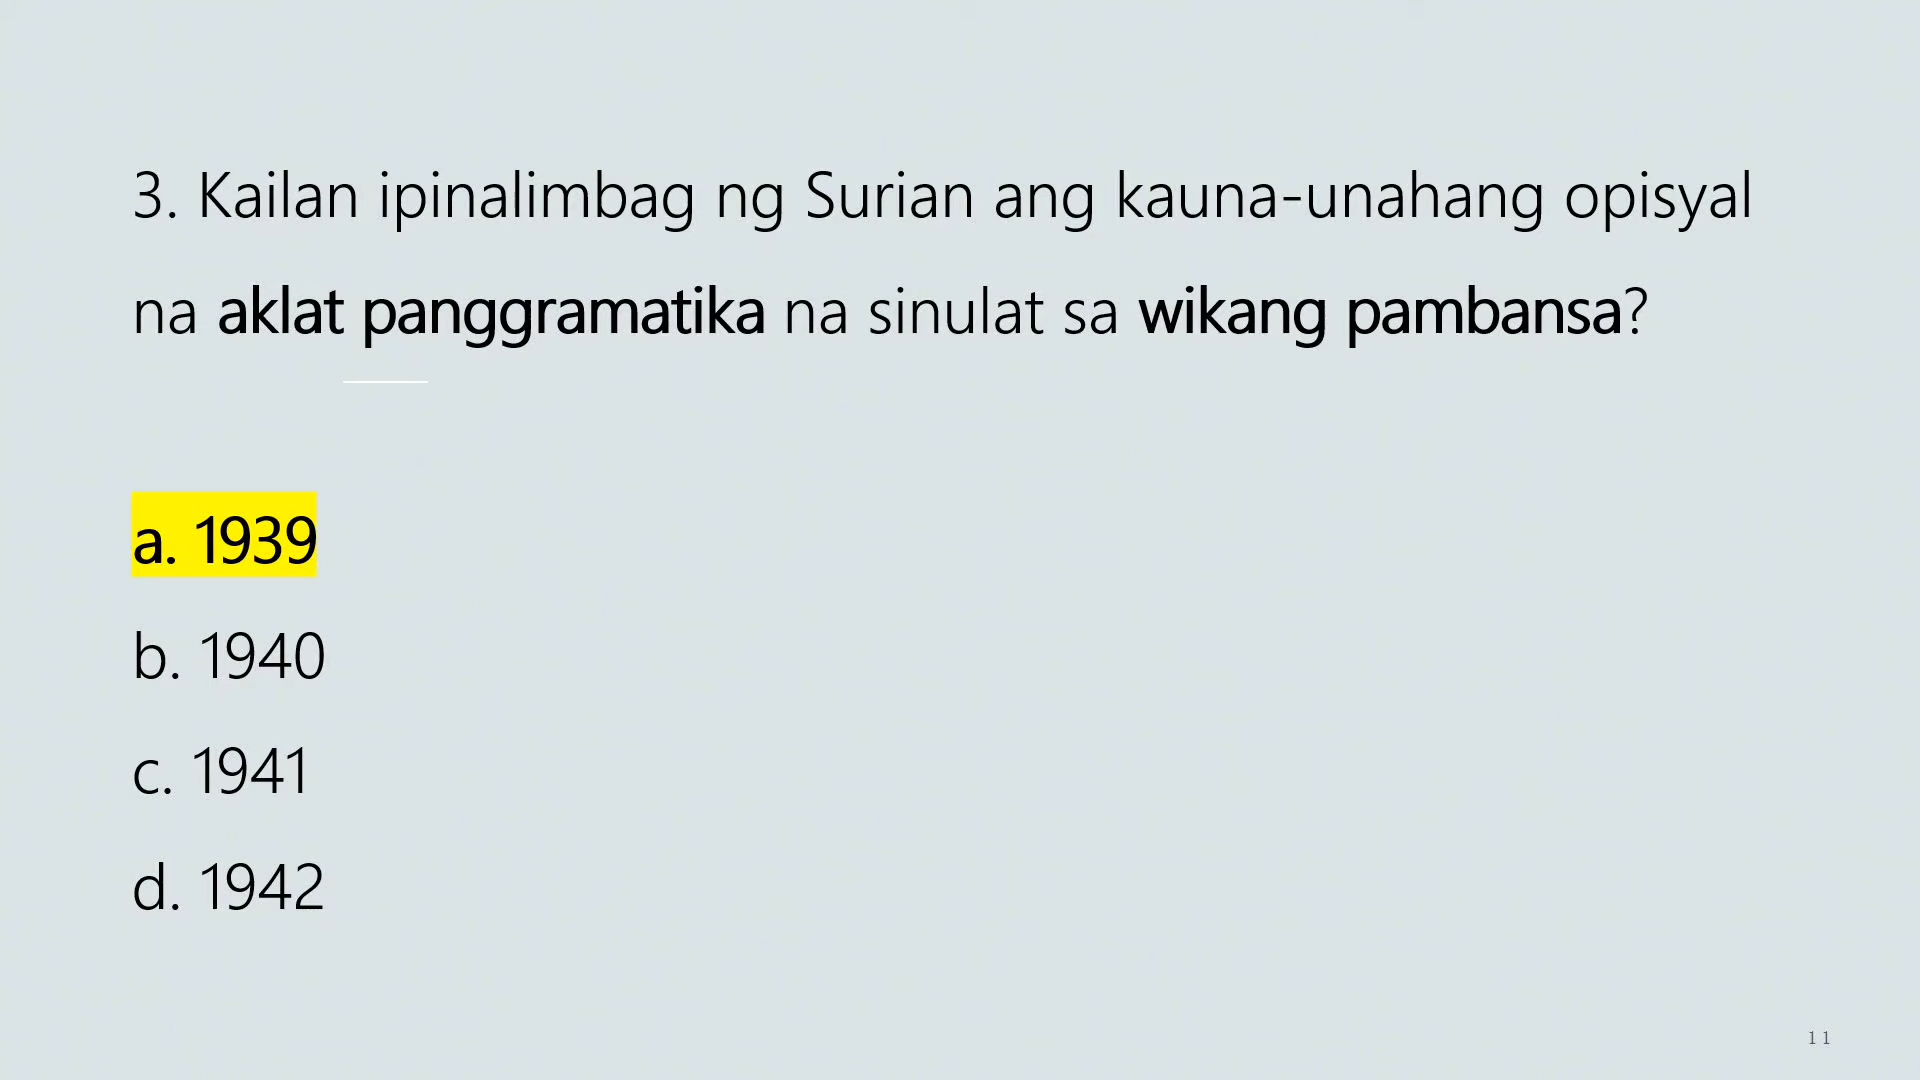 3. Kailan ipinalimbag ng Surian ang kauna-unahang opisyal
na aklat panggramatika na sinulat sa wikang pambansa?
a. 1939
b. 1940
c. 1941
d. 1942
11